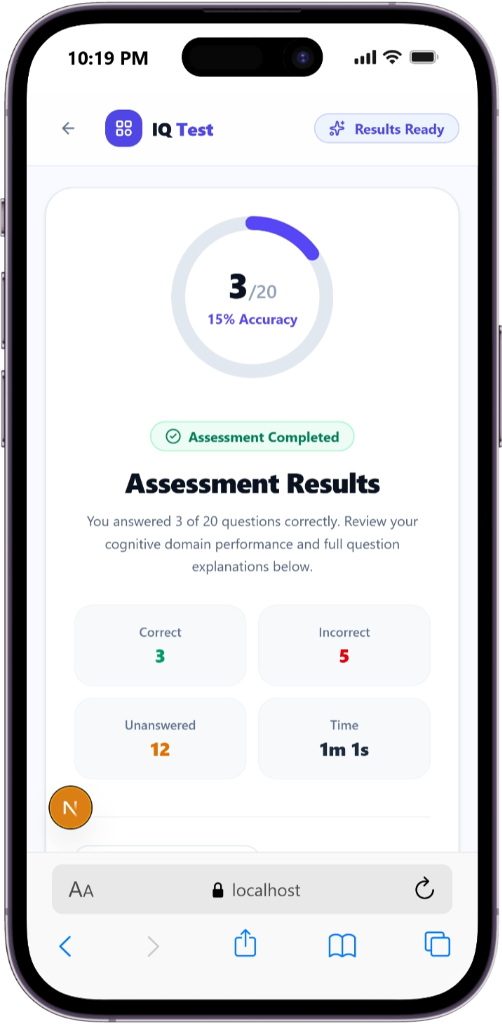 10:19 PM
IQ Test
Results Ready
3/20
15% Accuracy
Assessment Completed
Assessment Results
You answered 3 of 20 questions correctly. Review your
cognitive domain performance and full question
explanations below.
Correct
3
Incorrect
5
Unanswered
12
Time
1m 1s
N
AA
localhost